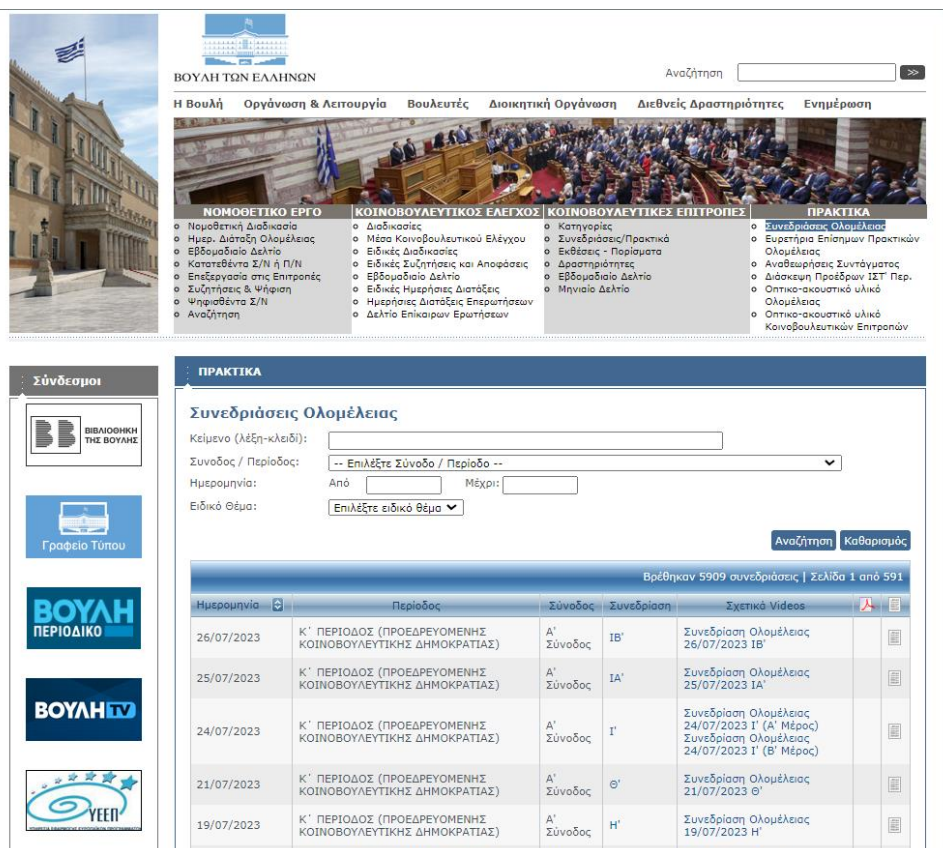 ΒΟΥΛΗ ΤΩΝ ΕΛΛΗΝΩΝ
Αναζήτηση
>>
Η Βουλή Οργάνωση & Λειτουργία Βουλευτές Διοικητική Οργάνωση Διεθνείς Δραστηριότητες Ενημέρωση
ΝΟΜΟΘΕΤΙΚΟ ΕΡΓΟ
Νομοθετική Διαδικασία
Ημερ. Διάταξη Ολομέλειας
Εβδομαδιαίο Δελτίο
Κατατεθέντα Σ/Ν ή Π/Ν
Επεξεργασία στις Επιτροπές
Συζητήσεις & Ψήφιση
Ψηφισθέντα Σ/Ν
Αναζήτηση
ΚΟΙΝΟΒΟΥΛΕΥΤΙΚΟΣ ΕΛΕΓΧΟΣ
Διαδικασίες
Μέσα Κοινοβουλευτικού Ελέγχου
Ειδικές Διαδικασίες
Ειδικές Συζητήσεις και Αποφάσεις
Εβδομαδιαίο Δελτίο
Ειδικές Ημερήσιες Διατάξεις
Ημερήσιες Διατάξεις Επερωτήσεων
Δελτίο Επίκαιρων Ερωτήσεων
ΚΟΙΝΟΒΟΥΛΕΥΤΙΚΕΣ ΕΠΙΤΡΟΠΕΣ
Κατηγορίες
Συνεδριάσεις/Πρακτικά
Εκθέσεις - Πορίσματα
Δραστηριότητες
Εβδομαδιαίο Δελτίο
Μηνιαίο Δελτίο
ΠΡΑΚΤΙΚΑ
Συνεδριάσεις Ολομέλειας
Ευρετήρια Επίσημων Πρακτικών
Ολομέλειας
Αναθεωρήσεις Συντάγματος
Διάσκεψη Προέδρων ΙΣΤ' Περ.
Οπτικο-ακουστικό υλικό
Ολομέλειας
Οπτικο-ακουστικό υλικό
Κοινοβουλευτικών Επιτροπών
Σύνδεσμοι
ΒΙΒΛΙΟΘΗΚΗ
ΤΗΣ ΒΟΥΛΗΣ
Γραφείο Τύπου
ΒΟΥΛΗ
ΠΕΡΙΟΔΙΚΟ
ΒΟΥΛΗ TV
ΥΕΕΠ
ΠΡΑΚΤΙΚΑ
Συνεδριάσεις Ολομέλειας
Κείμενο (λέξη-κλειδί):
Συνοδος / Περίοδος: -- Επιλέξτε Σύνοδο / Περίοδο --
Ημερομηνία: Από Μέχρι:
Ειδικό Θέμα: Επιλέξτε ειδικό θέμα
Αναζήτηση Καθαρισμός
Βρέθηκαν 5909 συνεδριάσεις | Σελίδα 1 από 591
Ημερομηνία Περίοδος Σύνοδος Συνεδρίαση Σχετικά Videos
26/07/2023 Κ΄ ΠΕΡΙΟΔΟΣ (ΠΡΟΕΔΡΕΥΟΜΕΝΗΣ Α' ΙΒ' Συνεδρίαση Ολομέλειας
ΚΟΙΝΟΒΟΥΛΕΥΤΙΚΗΣ ΔΗΜΟΚΡΑΤΙΑΣ) Σύνοδος 26/07/2023 ΙΒ'
25/07/2023 Κ΄ ΠΕΡΙΟΔΟΣ (ΠΡΟΕΔΡΕΥΟΜΕΝΗΣ Α' ΙΑ' Συνεδρίαση Ολομέλειας
ΚΟΙΝΟΒΟΥΛΕΥΤΙΚΗΣ ΔΗΜΟΚΡΑΤΙΑΣ) Σύνοδος 25/07/2023 ΙΑ'
Συνεδρίαση Ολομέλειας
24/07/2023 Κ΄ ΠΕΡΙΟΔΟΣ (ΠΡΟΕΔΡΕΥΟΜΕΝΗΣ Α' Ι' 24/07/2023 Ι' (Α' Μέρος)
ΚΟΙΝΟΒΟΥΛΕΥΤΙΚΗΣ ΔΗΜΟΚΡΑΤΙΑΣ) Σύνοδος Συνεδρίαση Ολομέλειας
24/07/2023 Ι' (Β' Μέρος)
21/07/2023 Κ΄ ΠΕΡΙΟΔΟΣ (ΠΡΟΕΔΡΕΥΟΜΕΝΗΣ Α' Θ' Συνεδρίαση Ολομέλειας
ΚΟΙΝΟΒΟΥΛΕΥΤΙΚΗΣ ΔΗΜΟΚΡΑΤΙΑΣ) Σύνοδος 21/07/2023 Θ'
19/07/2023 Κ΄ ΠΕΡΙΟΔΟΣ (ΠΡΟΕΔΡΕΥΟΜΕΝΗΣ Α' Η' Συνεδρίαση Ολομέλειας
ΚΟΙΝΟΒΟΥΛΕΥΤΙΚΗΣ ΔΗΜΟΚΡΑΤΙΑΣ) Σύνοδος 19/07/2023 Η'